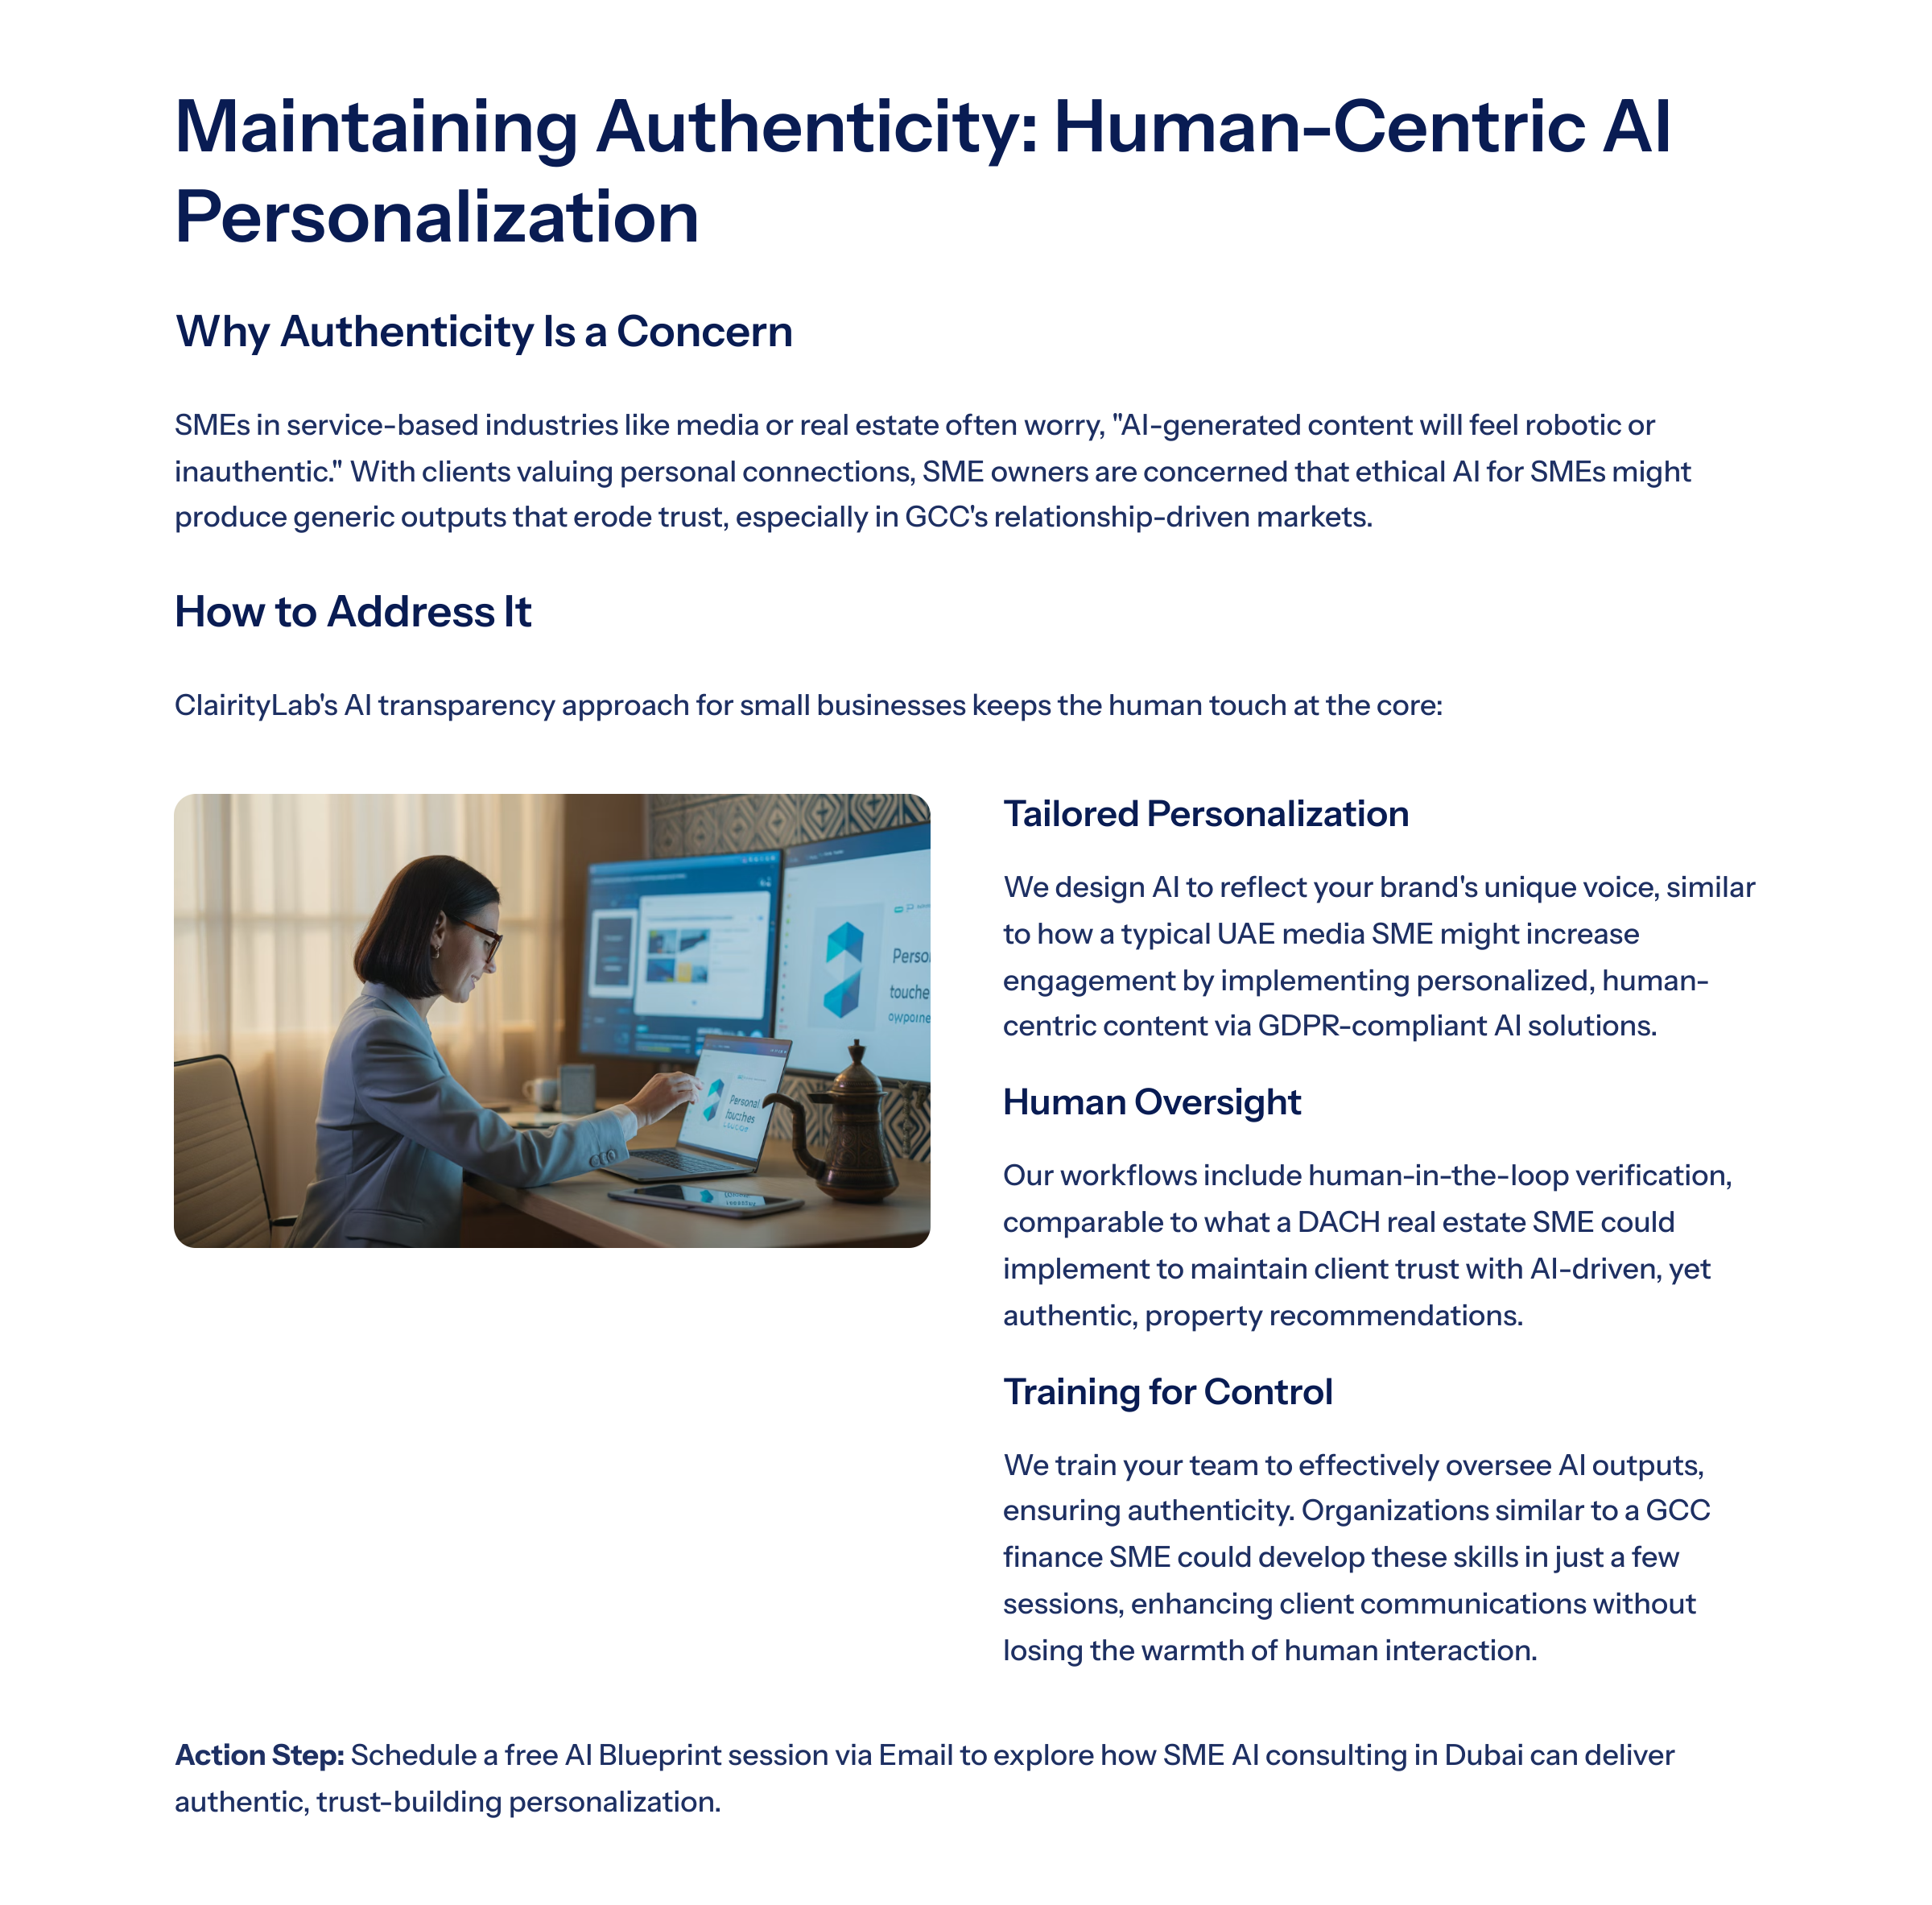 Maintaining Authenticity: Human-Centric AI
Personalization
Why Authenticity Is a Concern
SMEs in service-based industries like media or real estate often worry, "AI-generated content will feel robotic or
inauthentic." With clients valuing personal connections, SME owners are concerned that ethical AI for SMEs might
produce generic outputs that erode trust, especially in GCC's relationship-driven markets.
How to Address It
ClairityLab's AI transparency approach for small businesses keeps the human touch at the core:
Perso
touche
Personal
touches
Tailored Personalization
We design AI to reflect your brand's unique voice, similar
to how a typical UAE media SME might increase
engagement by implementing personalized, human-
centric content via GDPR-compliant AI solutions.
Human Oversight
Our workflows include human-in-the-loop verification,
comparable to what a DACH real estate SME could
implement to maintain client trust with AI-driven, yet
authentic, property recommendations.
Training for Control
We train your team to effectively oversee AI outputs,
ensuring authenticity. Organizations similar to a GCC
finance SME could develop these skills in just a few
sessions, enhancing client communications without
losing the warmth of human interaction.
Action Step: Schedule a free AI Blueprint session via Email to explore how SME AI consulting in Dubai can deliver
authentic, trust-building personalization.